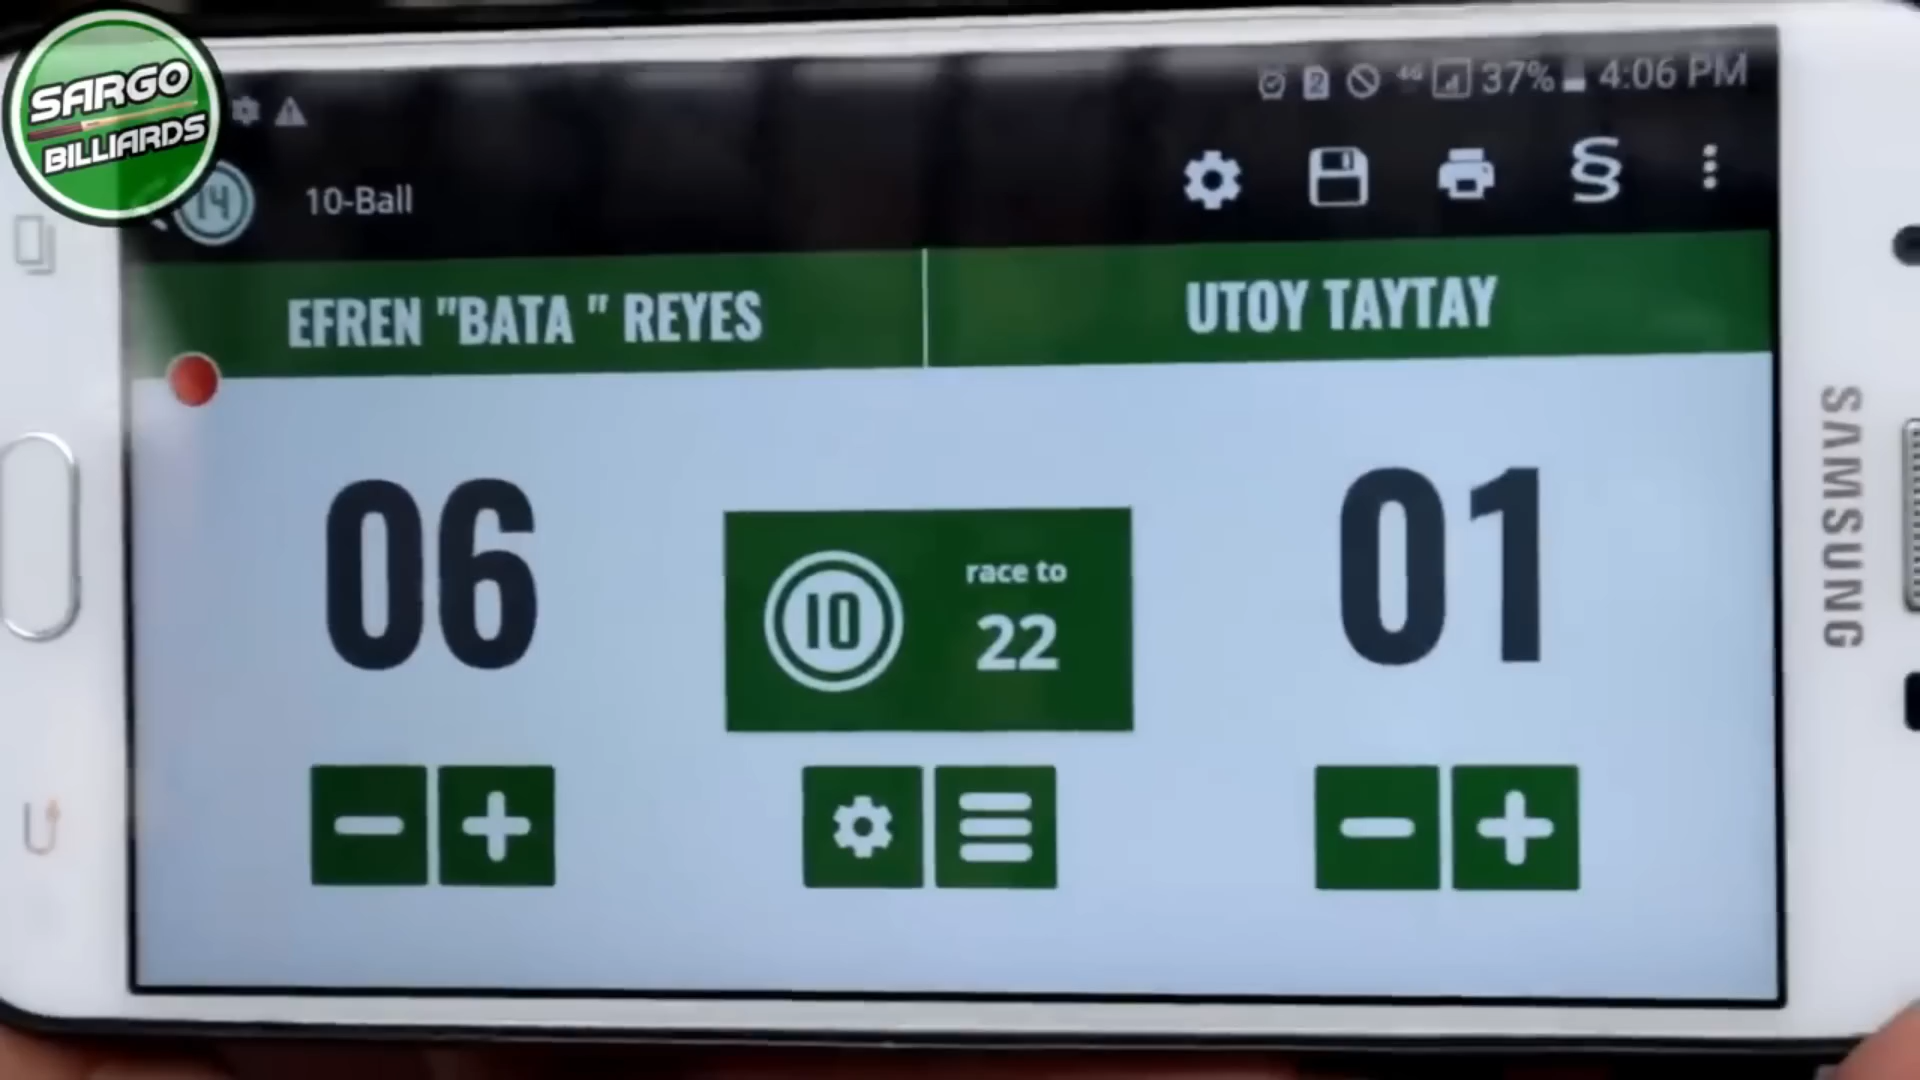 SARGO
BILLIARDS
4G 37% 4:06 PM
14 10-Ball §
EFREN "BATA " REYES
UTOY TAYTAY
06
01
10
race to
22
SAMSUNG